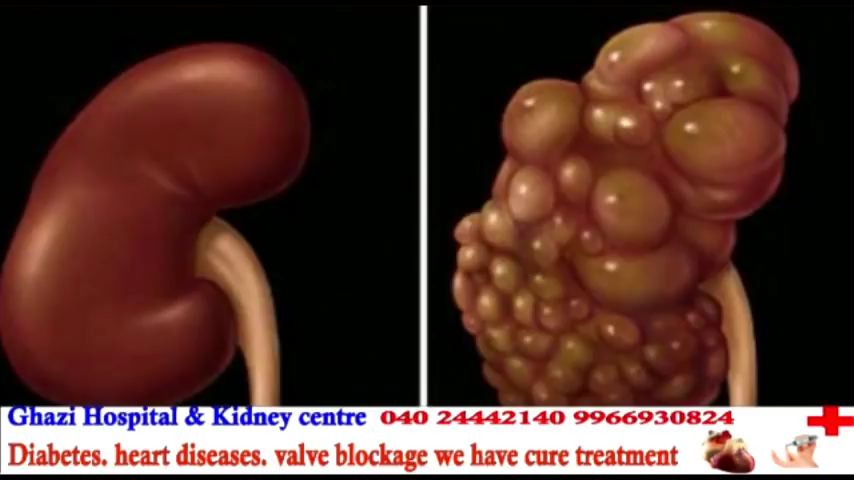 Ghazi Hospital & Kidney centre 040 24442140 9966930824
Diabetes. heart diseases. valve blockage we have cure treatment